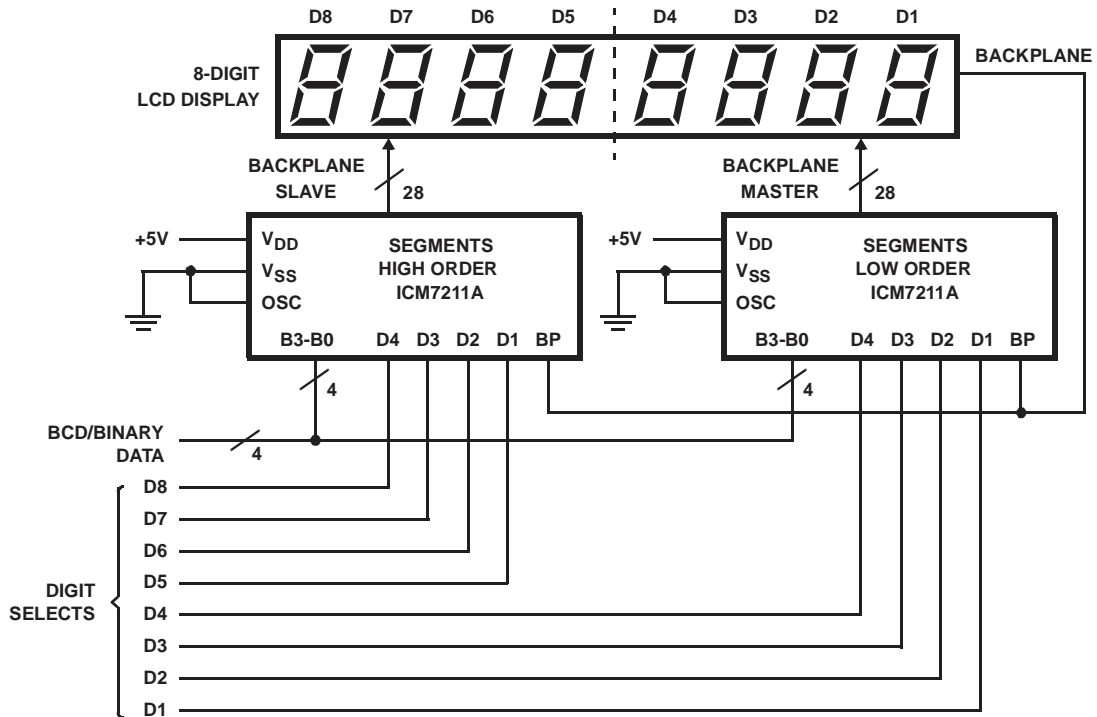 D8 D7 D6 D5 D4 D3 D2 D1
8-DIGIT
LCD DISPLAY
BACKPLANE
BACKPLANE
SLAVE
28
BACKPLANE
MASTER
28
+5V
VDD
VSS
OSC
SEGMENTS
HIGH ORDER
ICM7211A
B3-B0 D4 D3 D2 D1 BP
+5V
VDD
VSS
OSC
SEGMENTS
LOW ORDER
ICM7211A
B3-B0 D4 D3 D2 D1 BP
4
4
BCD/BINARY
DATA
4
DIGIT
SELECTS
D8
D7
D6
D5
D4
D3
D2
D1